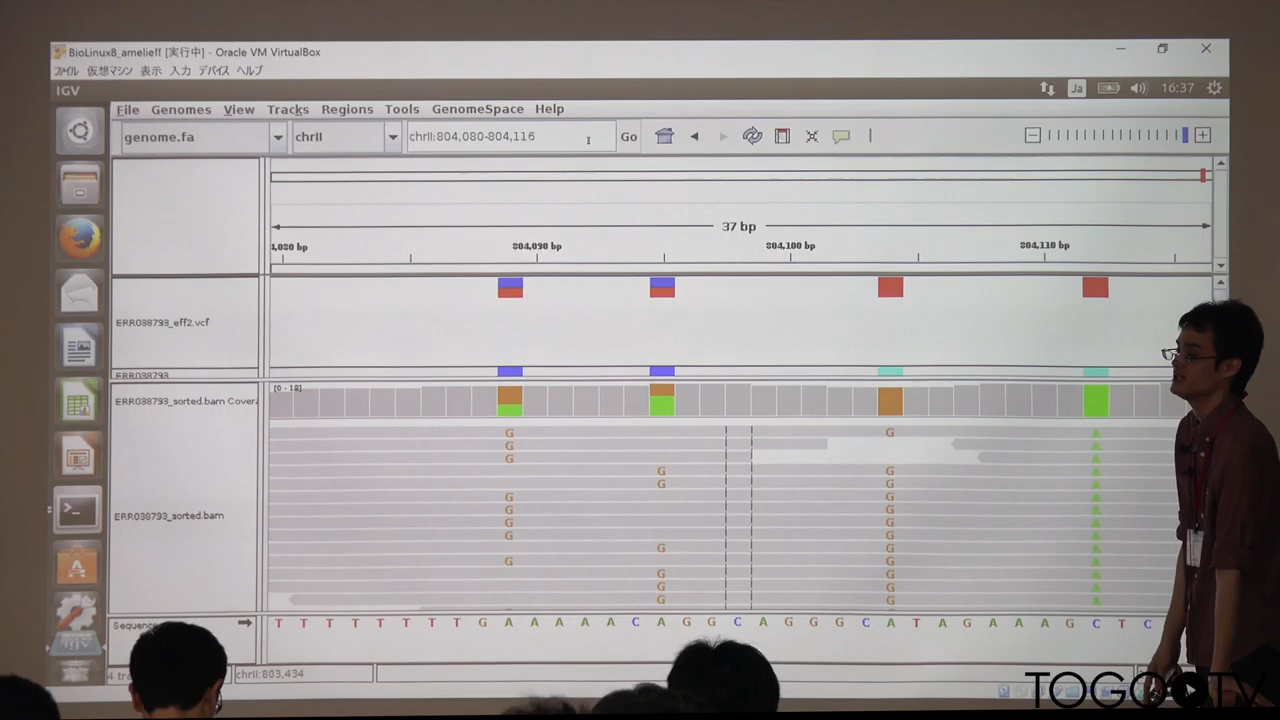 BioLinux8_amelieff [実行中] - Oracle VM VirtualBox
ファイル 仮想マシン 表示 入力 デバイス ヘルプ
IGV
Ja 16:37
File Genomes View Tracks Regions Tools GenomeSpace Help
genome.fa chrII chrII:804,080-804,116 Go
37 bp
804,090 bp 804,100 bp 804,110 bp
ERR038793_eff2.vcf
ERR038793
[0 - 18]
ERR038793_sorted.bam Covera
G G A
G A
G A
G G A
G G A
G G A
G G A
G G A
G G A
G G A
G G A
G G A
G G A
G G A
ERR038793_sorted.bam
Sequence
T T T T T T T T G A A A A A C A G G C A G G G C A T A G A A A G C T C
chrII:803,434
TOGO TV